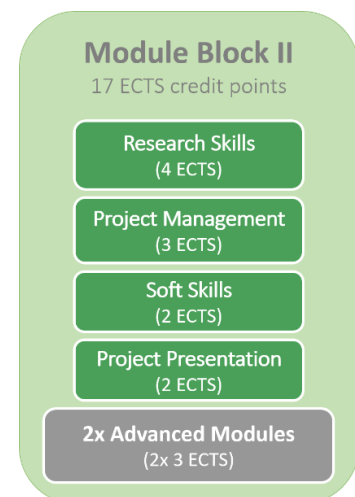 Module Block II
17 ECTS credit points
Research Skills
(4 ECTS)
Project Management
(3 ECTS)
Soft Skills
(2 ECTS)
Project Presentation
(2 ECTS)
2x Advanced Modules
(2x 3 ECTS)